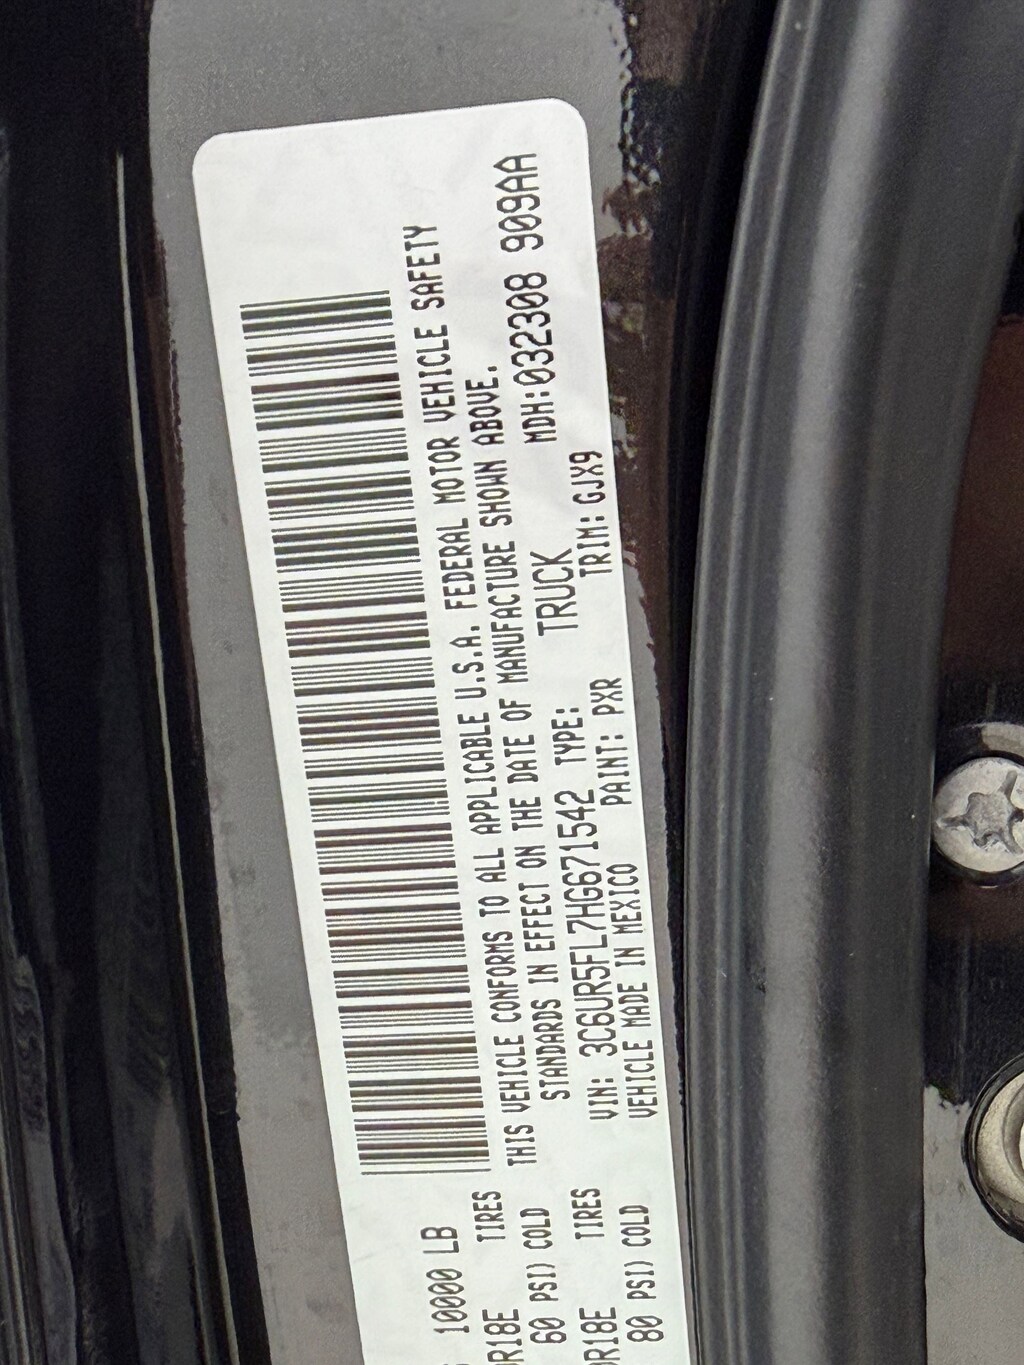 10000 LB
TIRES
0R18E
60 PSI) COLD
TIRES
0R18E
80 PSI) COLD
THIS VEHICLE CONFORMS TO ALL APPLICABLE U.S.A. FEDERAL MOTOR VEHICLE SAFETY
STANDARDS IN EFFECT ON THE DATE OF MANUFACTURE SHOWN ABOVE.
MDH:032308 909AA
VIN: 3C6UR5FL7HG671542 TYPE: TRUCK
VEHICLE MADE IN MEXICO PAINT: PXR TRIM: GJX9